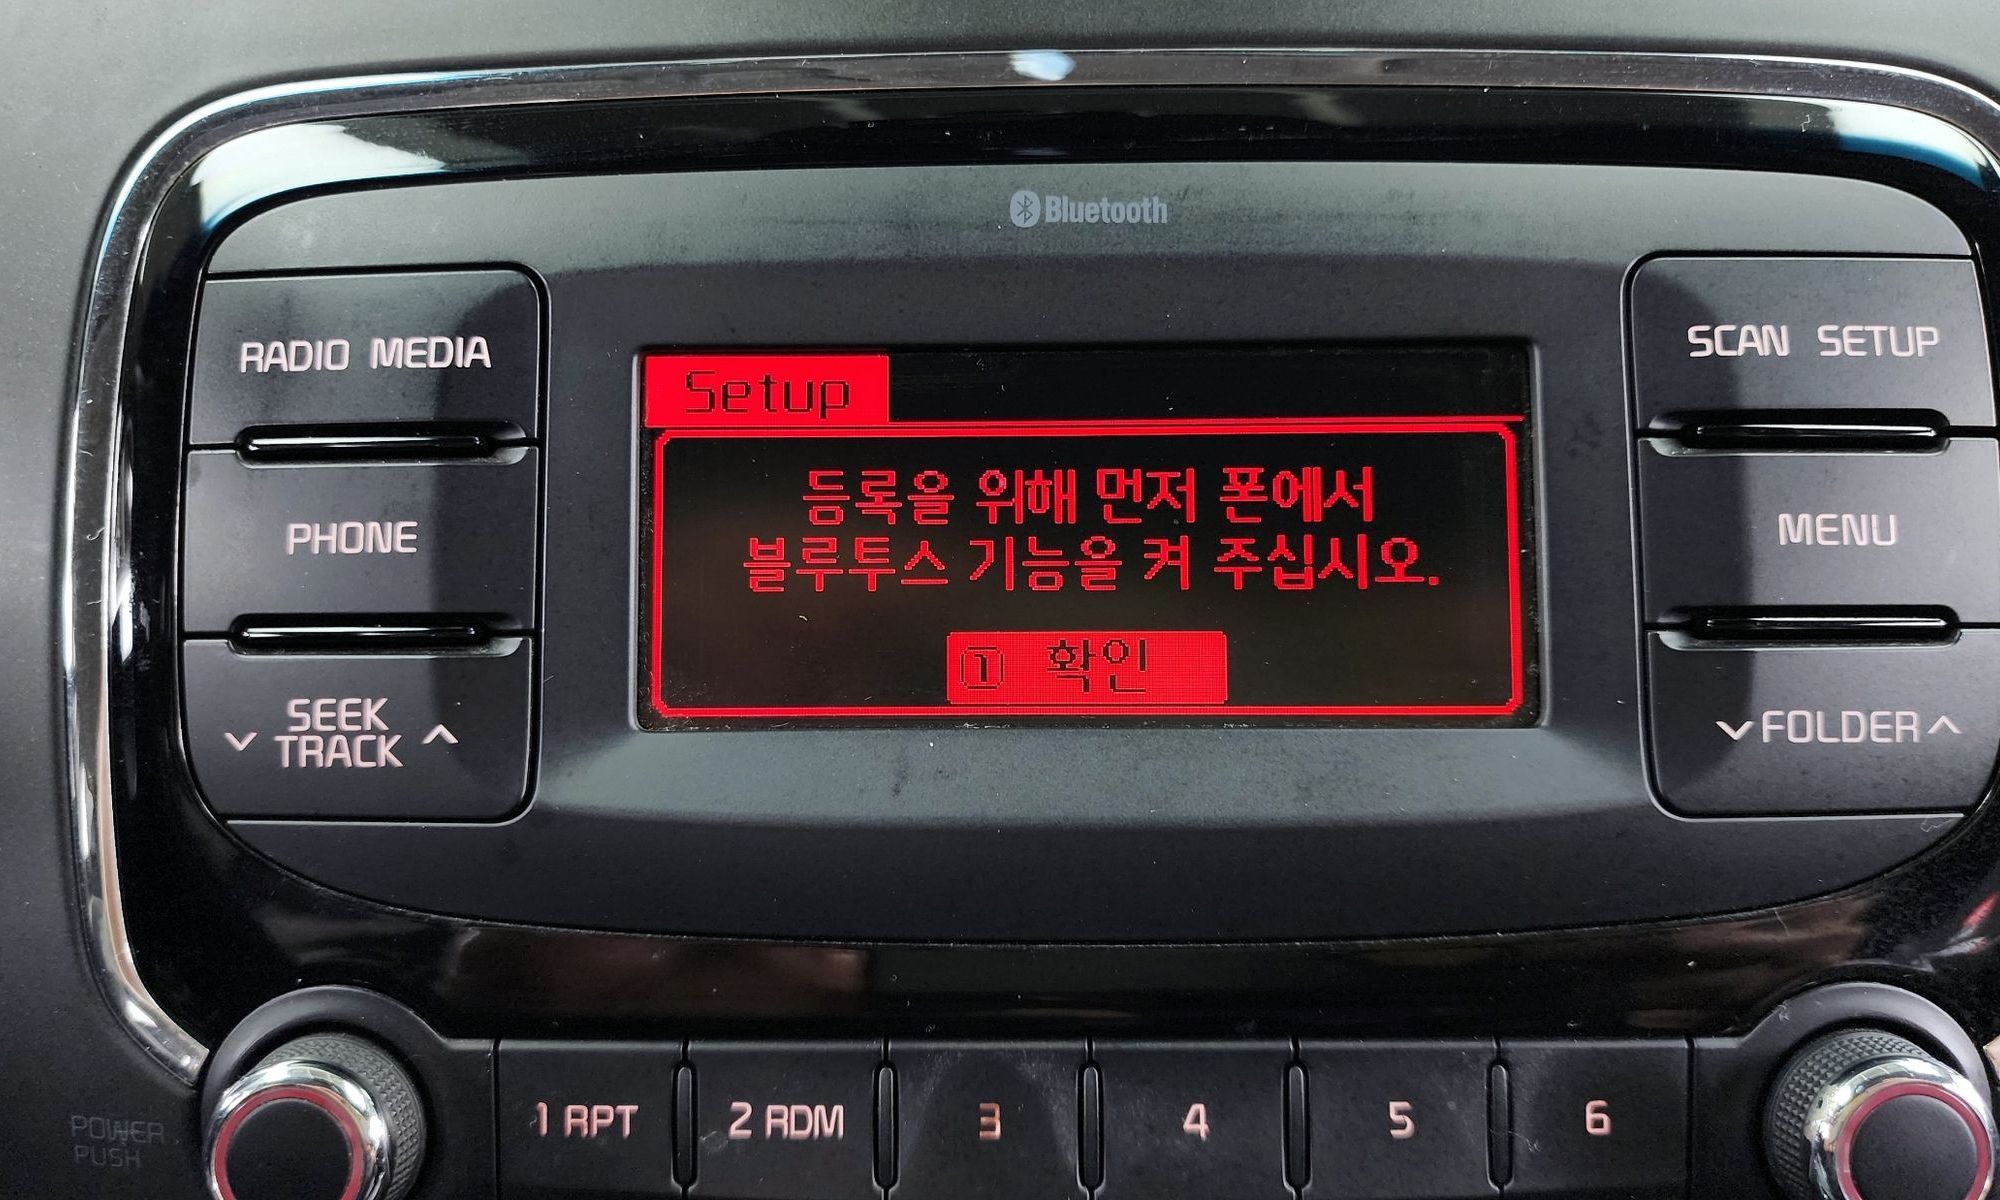 Bluetooth
RADIO MEDIA
SCAN SETUP
Setup
등록을 위해 먼저 폰에서
블루투스 기능을 켜 주십시오.
① 확인
PHONE
MENU
∨ SEEK TRACK ∧
∨ FOLDER ∧
POWER
PUSH
1 RPT
2 RDM
3
4
5
6